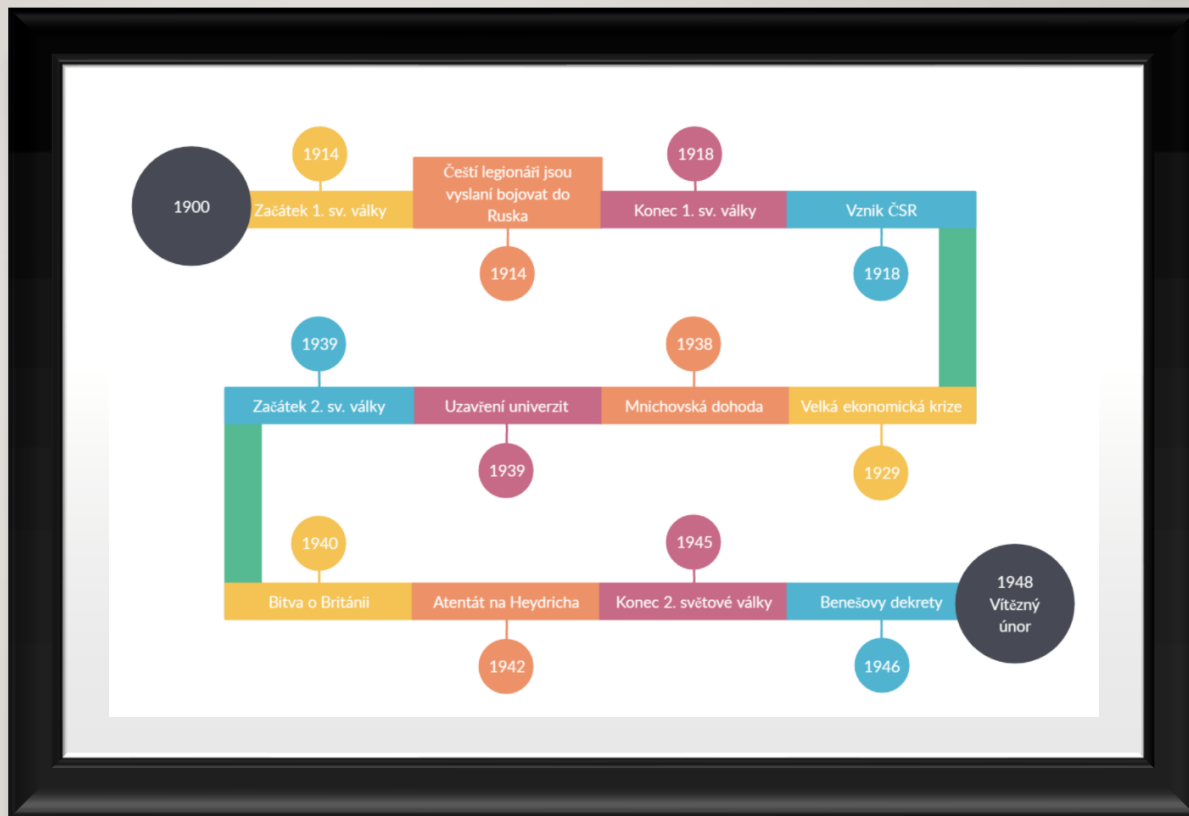 1900
1914
Začátek 1. sv. války
Čeští legionáři jsou
vyslaní bojovat do
Ruska
1914
1918
Konec 1. sv. války
Vznik ČSR
1918
Velká ekonomická krize
1929
1938
Mnichovská dohoda
Uzavření univerzit
1939
1939
Začátek 2. sv. války
1940
Bitva o Británii
Atentát na Heydricha
1942
1945
Konec 2. světové války
Benešovy dekrety
1946
1948
Vítězný
únor